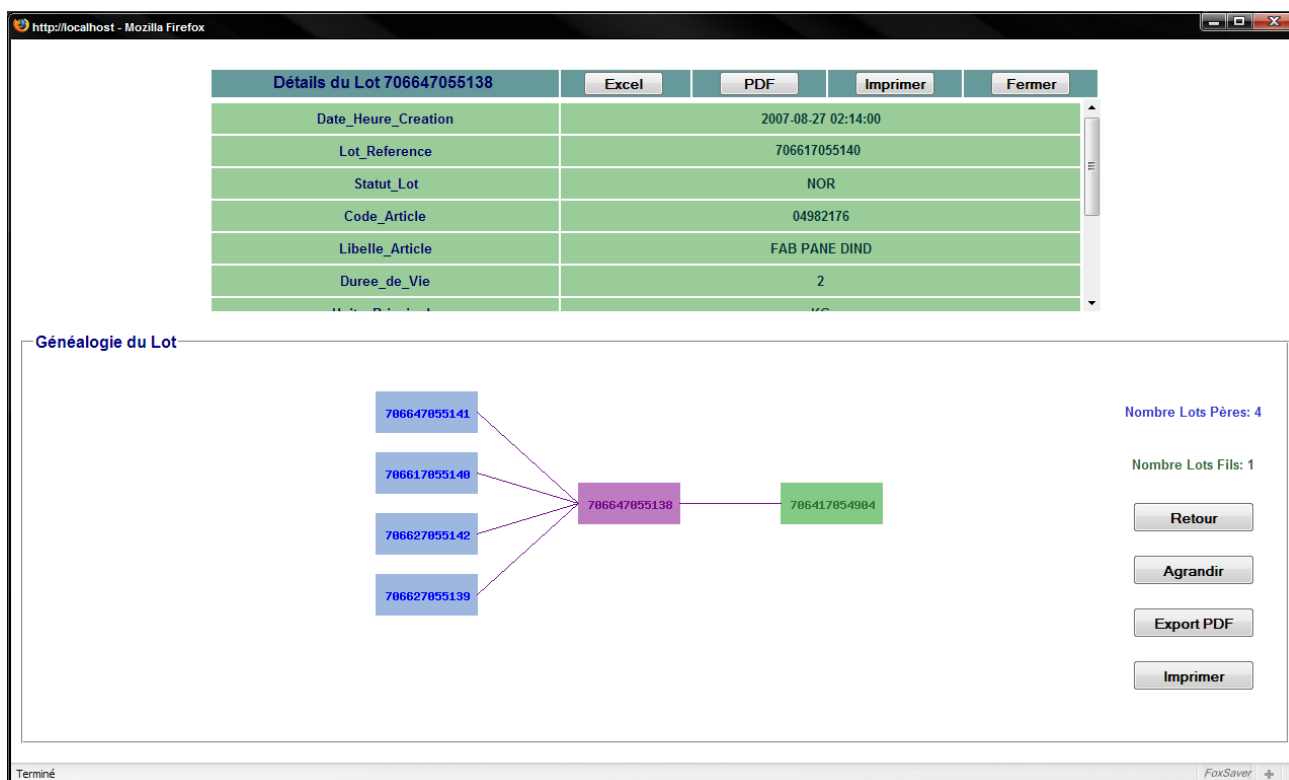 http://localhost - Mozilla Firefox
Détails du Lot 706647055138 Excel PDF Imprimer Fermer
Date_Heure_Creation 2007-08-27 02:14:00
Lot_Reference 706617055140
Statut_Lot NOR
Code_Article 04982176
Libelle_Article FAB PANE DIND
Duree_de_Vie 2
Généalogie du Lot
706647055141
Nombre Lots Pères: 4
706617055140
Nombre Lots Fils: 1
706647055138 706417054904
Retour
706627055142
Agrandir
706627055139
Export PDF
Imprimer
Terminé FoxSaver